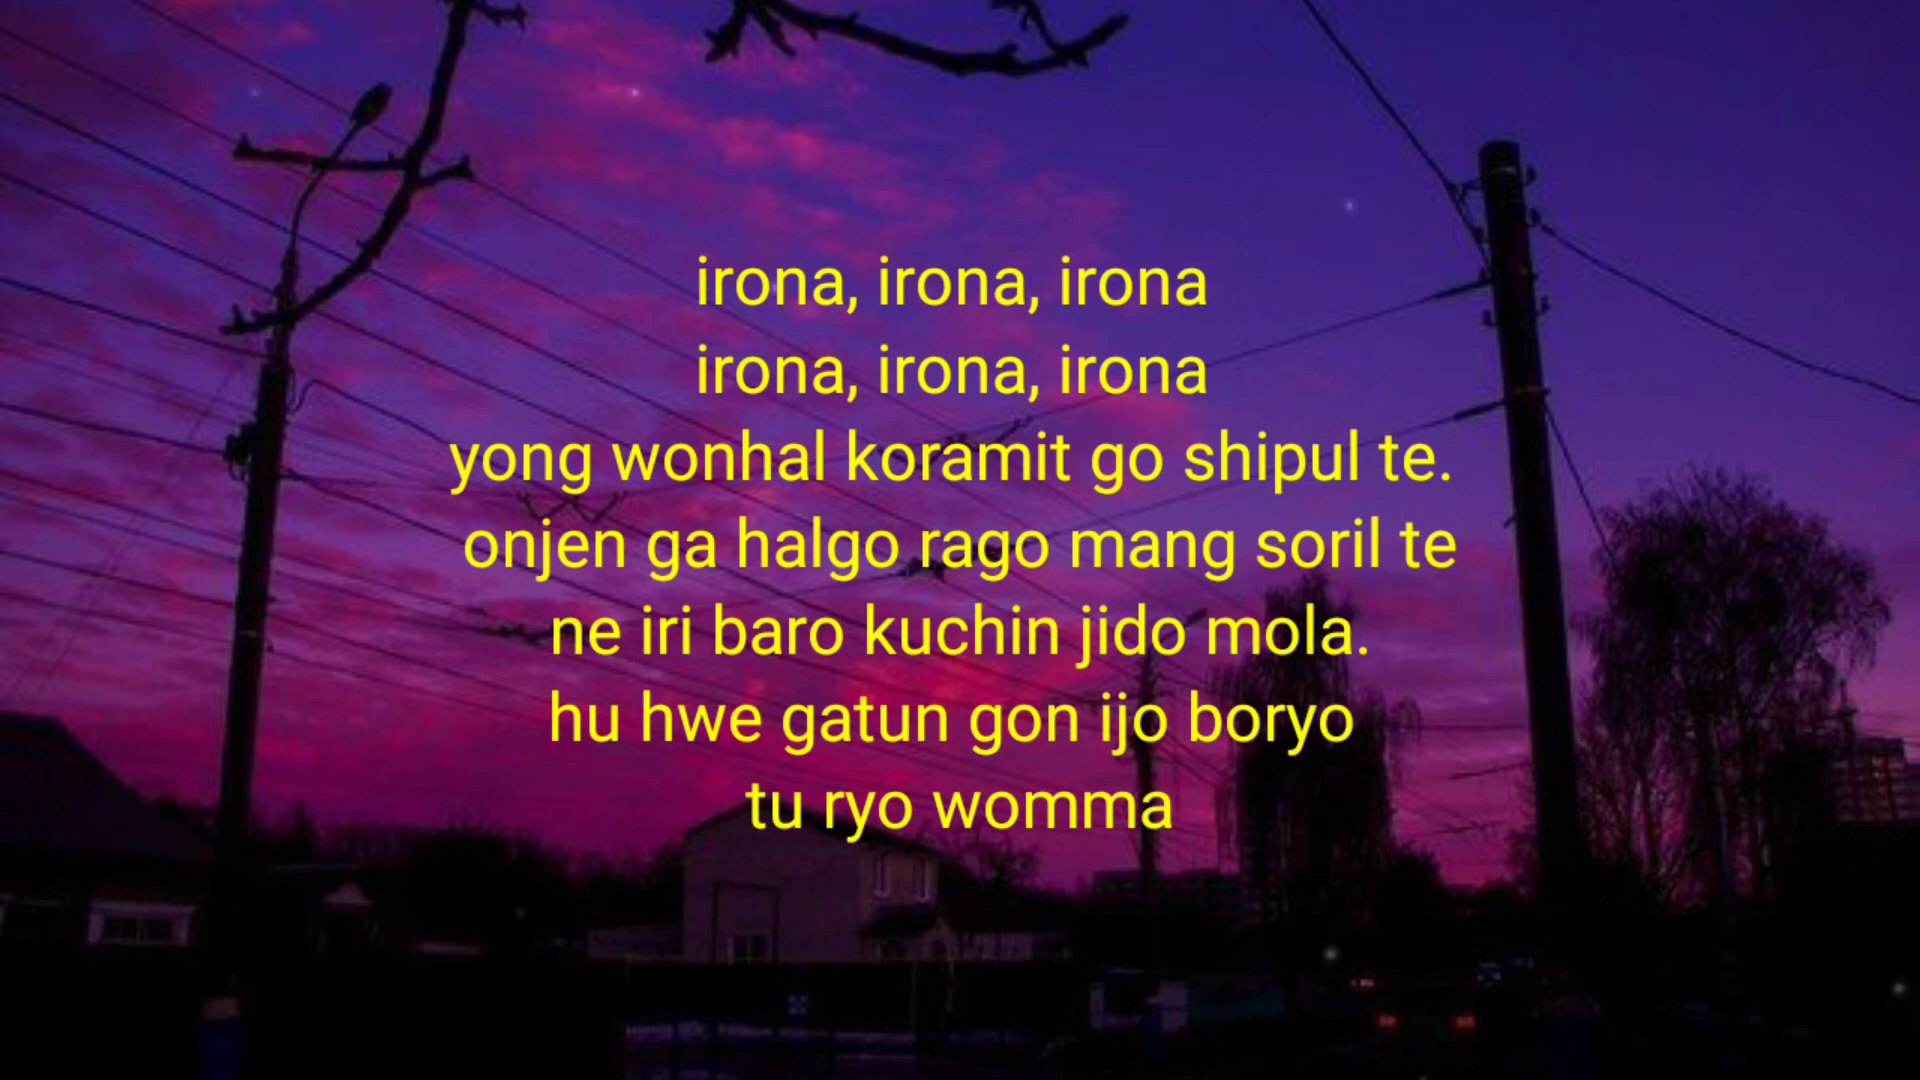 irona, irona, irona
irona, irona, irona
yong wonhal koramit go shipul te.
onjen ga halgo rago mang soril te
ne iri baro kuchin jido mola.
hu hwe gatun gon ijo boryo
tu ryo womma